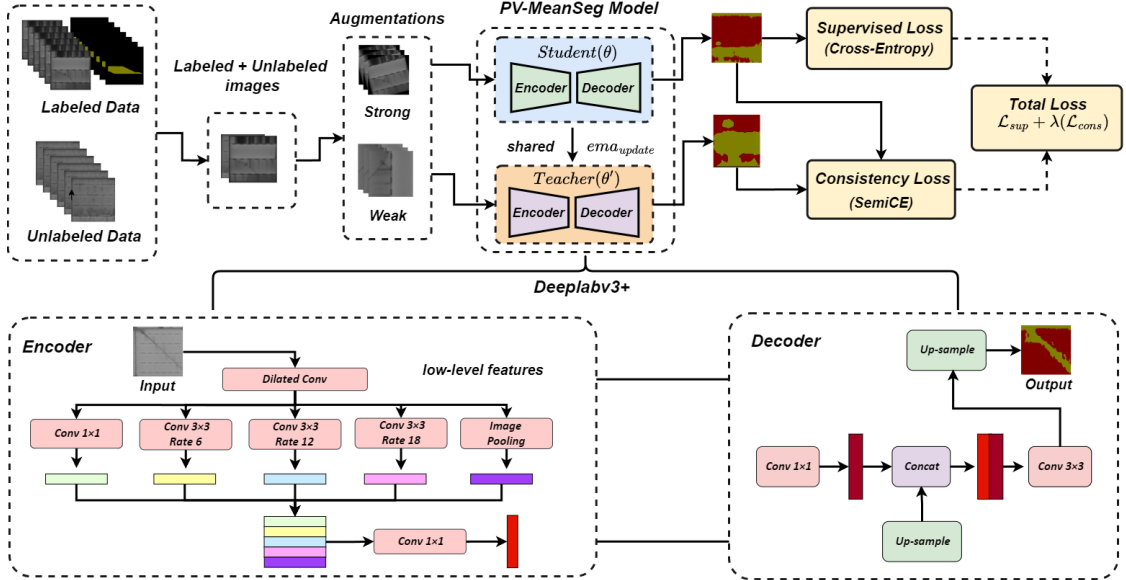 Augmentations
PV-MeanSeg Model
Labeled Data
Unlabeled Data
Labeled + Unlabeled
images
Strong
Weak
Student(θ)
Encoder
Decoder
shared
ema_update
Teacher(θ′)
Encoder
Decoder
Supervised Loss
(Cross-Entropy)
Consistency Loss
(SemiCE)
Total Loss
ℒ_sup + λ(ℒ_cons)
Deeplabv3+
Encoder
Input
Dilated Conv
low-level features
Conv 1×1
Conv 3×3
Rate 6
Conv 3×3
Rate 12
Conv 3×3
Rate 18
Image
Pooling
Conv 1×1
Decoder
Up-sample
Output
Conv 1×1
Concat
Conv 3×3
Up-sample